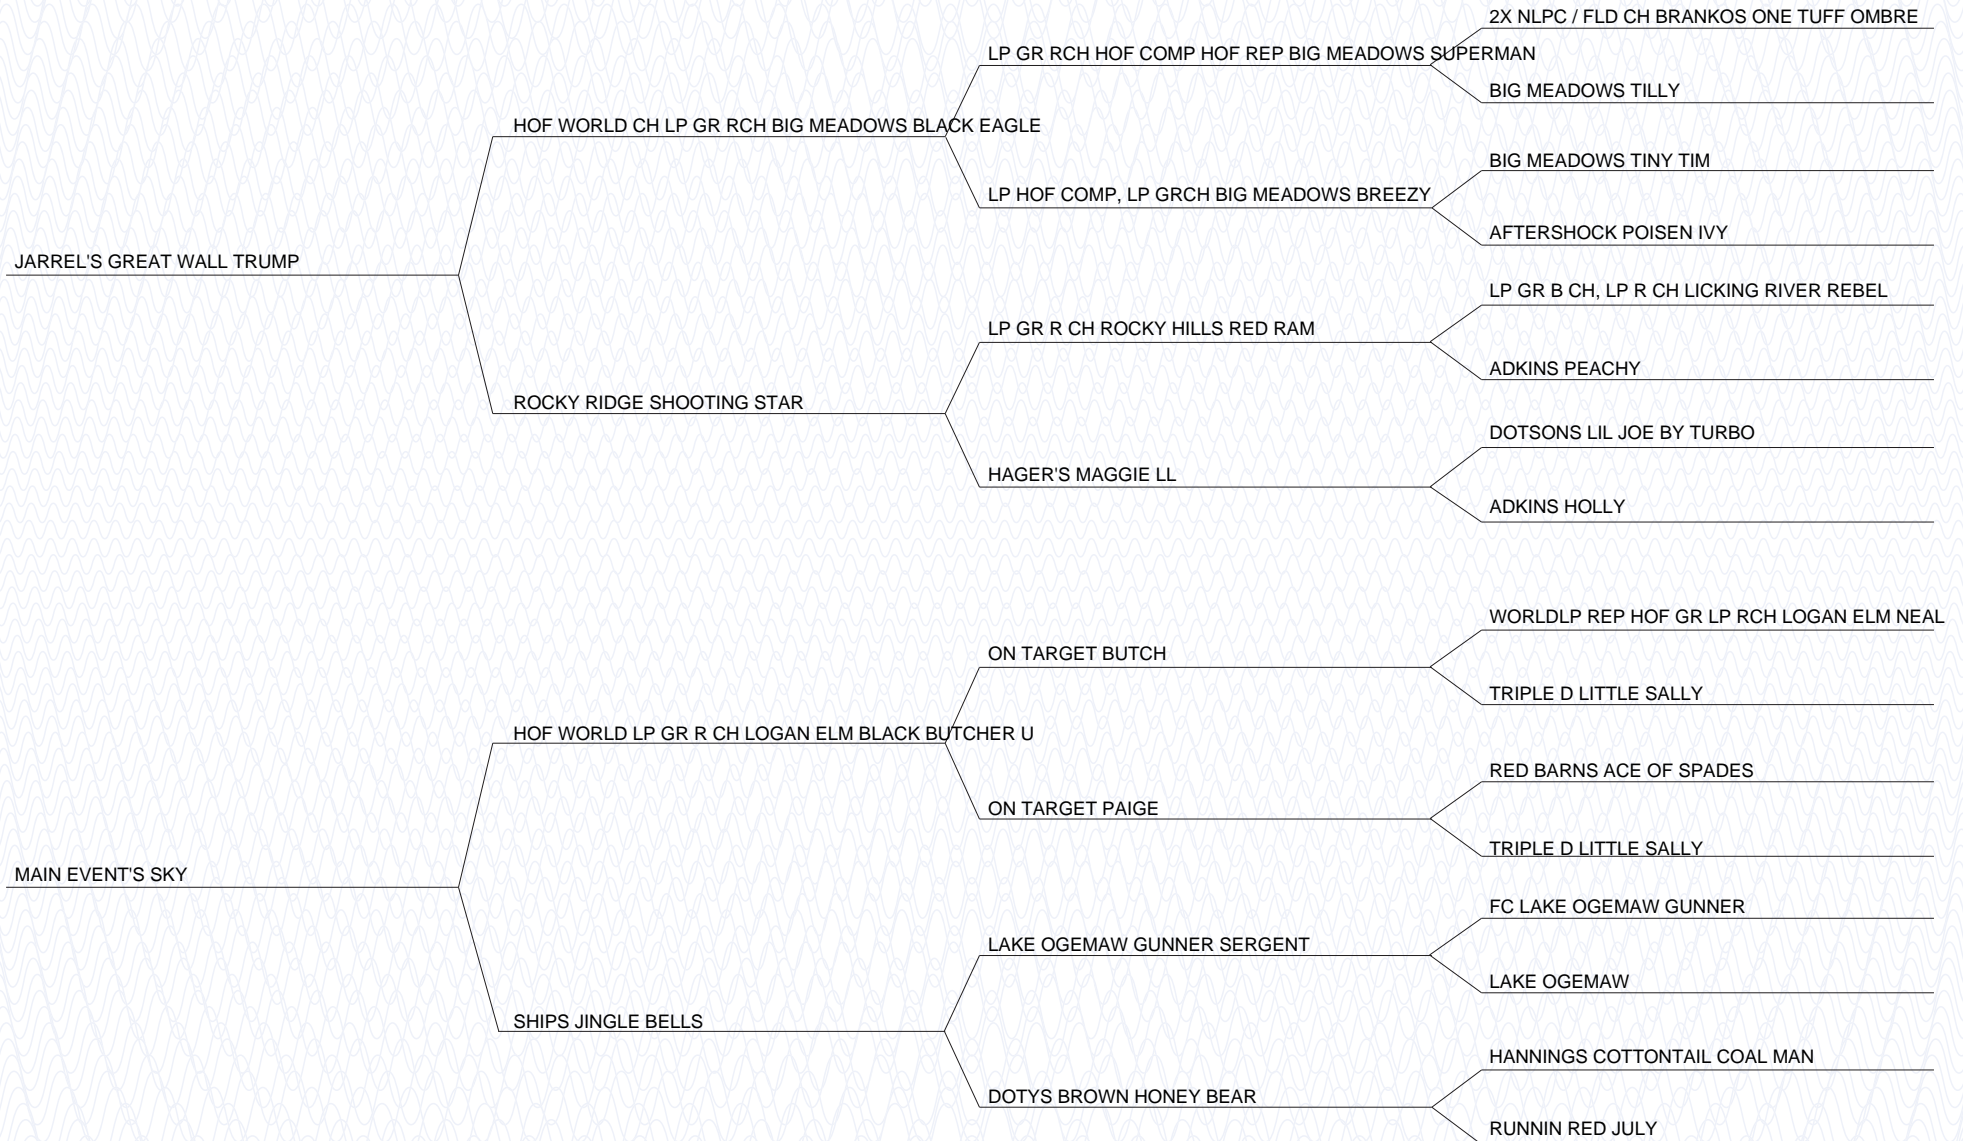 2X NLPC / FLD CH BRANKOS ONE TUFF OMBRE
LP GR RCH HOF COMP HOF REP BIG MEADOWS SUPERMAN
BIG MEADOWS TILLY
HOF WORLD CH LP GR RCH BIG MEADOWS BLACK EAGLE
BIG MEADOWS TINY TIM
LP HOF COMP, LP GRCH BIG MEADOWS BREEZY
AFTERSHOCK POISEN IVY
JARREL'S GREAT WALL TRUMP
LP GR B CH, LP R CH LICKING RIVER REBEL
LP GR R CH ROCKY HILLS RED RAM
ADKINS PEACHY
ROCKY RIDGE SHOOTING STAR
DOTSONS LIL JOE BY TURBO
HAGER'S MAGGIE LL
ADKINS HOLLY
WORLDLP REP HOF GR LP RCH LOGAN ELM NEAL
ON TARGET BUTCH
TRIPLE D LITTLE SALLY
HOF WORLD LP GR R CH LOGAN ELM BLACK BUTCHER U
RED BARNS ACE OF SPADES
ON TARGET PAIGE
TRIPLE D LITTLE SALLY
MAIN EVENT'S SKY
FC LAKE OGEMAW GUNNER
LAKE OGEMAW GUNNER SERGENT
LAKE OGEMAW
SHIPS JINGLE BELLS
HANNINGS COTTONTAIL COAL MAN
DOTYS BROWN HONEY BEAR
RUNNIN RED JULY